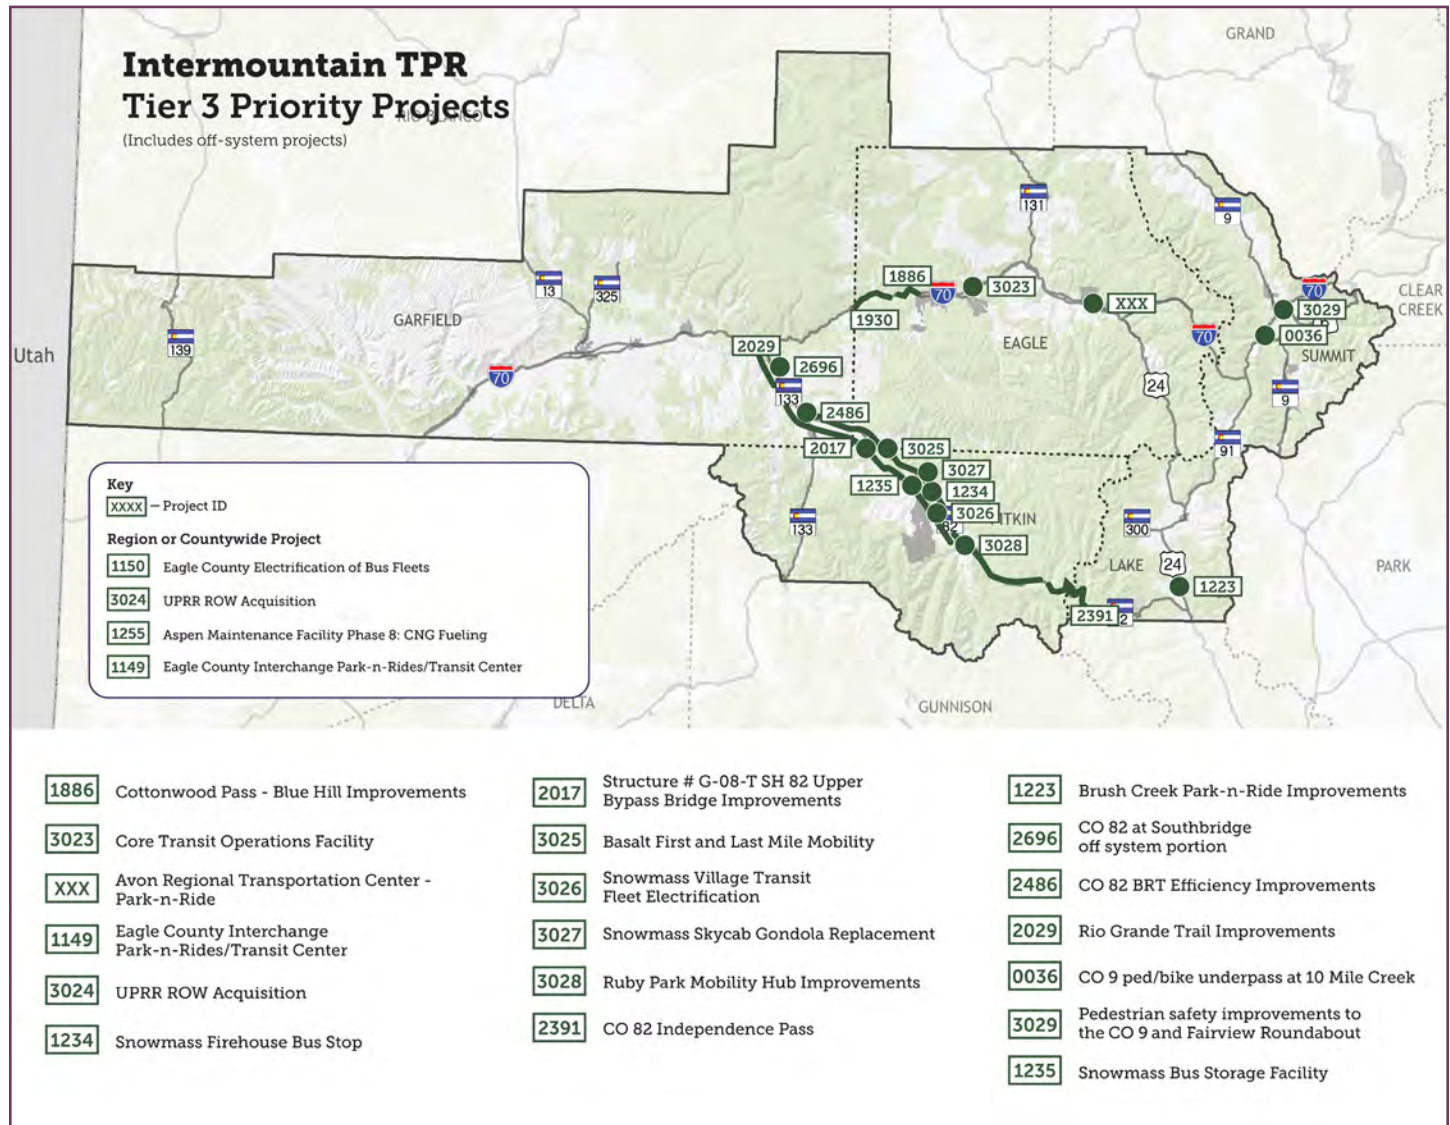 Intermountain TPR
Tier 3 Priority Projects
(Includes off-system projects)
RIO BLANCO
GRAND
CLEAR
CREEK
Utah
GARFIELD
EAGLE
SUMMIT
PITKIN
LAKE
PARK
DELTA
GUNNISON
131
9
13
325
139
70
70
70
70
1886
3023
XXX
1930
3029
0036
24
9
91
2029
2696
133
2486
2017
3025
3027
1235
1234
3026
82
3028
133
300
24
1223
2391
Key
XXXX – Project ID
Region or Countywide Project
1150 Eagle County Electrification of Bus Fleets
3024 UPRR ROW Acquisition
1255 Aspen Maintenance Facility Phase 8: CNG Fueling
1149 Eagle County Interchange Park-n-Rides/Transit Center
1886 Cottonwood Pass - Blue Hill Improvements
3023 Core Transit Operations Facility
XXX Avon Regional Transportation Center -
Park-n-Ride
1149 Eagle County Interchange
Park-n-Rides/Transit Center
3024 UPRR ROW Acquisition
1234 Snowmass Firehouse Bus Stop
2017 Structure # G-08-T SH 82 Upper
Bypass Bridge Improvements
3025 Basalt First and Last Mile Mobility
3026 Snowmass Village Transit
Fleet Electrification
3027 Snowmass Skycab Gondola Replacement
3028 Ruby Park Mobility Hub Improvements
2391 CO 82 Independence Pass
1223 Brush Creek Park-n-Ride Improvements
2696 CO 82 at Southbridge
off system portion
2486 CO 82 BRT Efficiency Improvements
2029 Rio Grande Trail Improvements
0036 CO 9 ped/bike underpass at 10 Mile Creek
3029 Pedestrian safety improvements to
the CO 9 and Fairview Roundabout
1235 Snowmass Bus Storage Facility